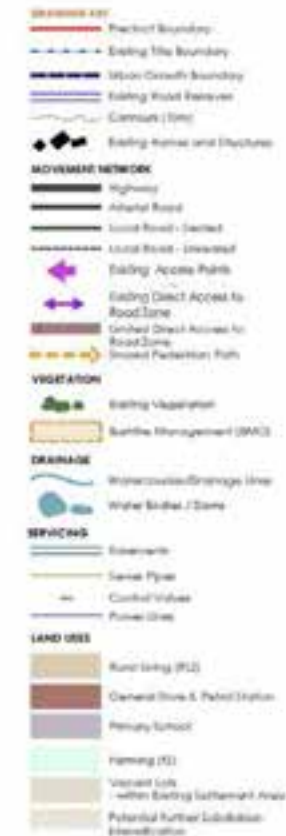 Precinct Boundary
Existing Title Boundary
Urban Growth Boundary
Existing Road Reserves
Contours (10m)
Existing Homes and Structures
MOVEMENT NETWORK
Highway
Arterial Road
Local Road - Sealed
Local Road - Unsealed
Existing Access Points
Existing Direct Access to
Road Zone
Limited Direct Access to
Road Zone
Shared Pedestrian Path
VEGETATION
Existing Vegetation
Bushfire Management (BMO)
DRAINAGE
Watercourses/Drainage Lines
Water Bodies / Dams
SERVICING
Easements
Sewer Pipes
Control Valves
Power Lines
LAND USES
Rural Living (RLZ)
General Store & Petrol Station
Primary School
Farming (FZ)
Vacant Lots
- within Existing Settlement Area
Potential Further Subdivision
Intensification